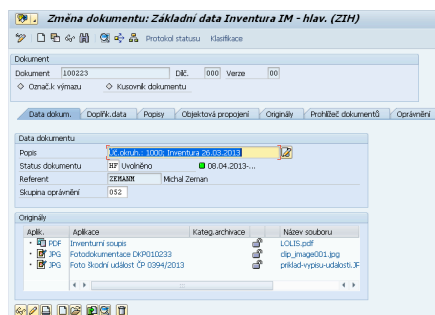 Změna dokumentu: Základní data Inventura IM - hlav. (ZIH)
Protokol statusu Klasifikace
Dokument
Dokument 100223 Dílč. 000 Verze 00
Označ.k výmazu Kusovník dokumentu
Data dokum. Doplňk.data Popisy Objektová propojení Originály Prohlížeč dokumentů Oprávnění
Data dokumentu
Popis Úč.okruh.: 1000; Inventura 26.03.2013
Status dokumentu HF Uvolněno 08.04.2013-...
Referent ZEMANM Michal Zeman
Skupina oprávnění 052
Originály
Aplik. Aplikace Kateg.archivace Název souboru
PDF Inventurní soupis LOLIS.pdf
JPG Fotodokumentace DKP010233 clip_image001.jpg
JPG Foto škodní událost ČP 0394/2013 priklad-vypisu-udalosti.JF